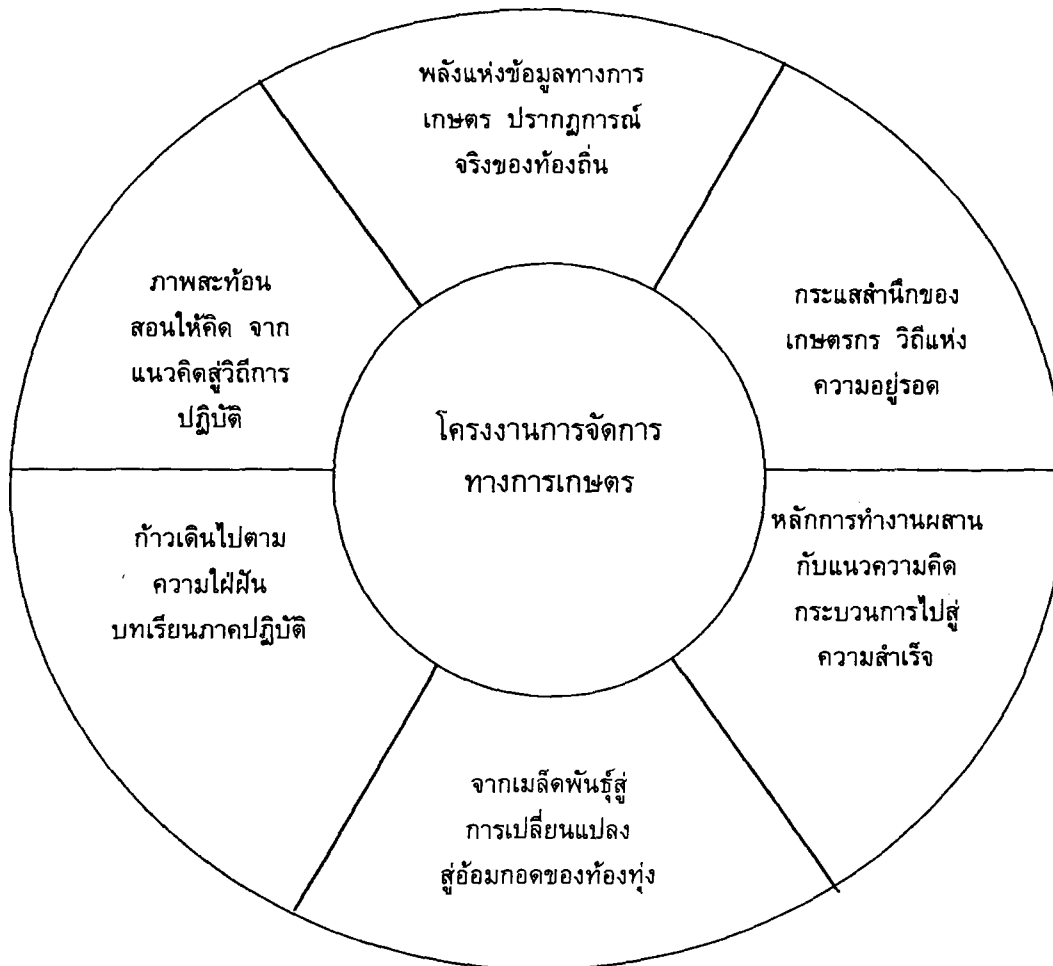 พลังแห่งข้อมูลทางการ
เกษตร ปรากฎการณ์
จริงของท้องถิ่น
กระแสสำนึกของ
เกษตรกร วิถีแห่ง
ความอยู่รอด
หลักการทำงานผสาน
กับแนวความคิด
กระบวนการไปสู่
ความสำเร็จ
จากเมล็ดพันธุ์สู่
การเปลี่ยนแปลง
สู่อ้อมกอดของท้องทุ่ง
ก้าวเดินไปตาม
ความใฝ่ฝัน
บทเรียนภาคปฏิบัติ
ภาพสะท้อน
สอนให้คิด จาก
แนวคิดสู่วิถีการ
ปฏิบัติ
โครงงานการจัดการ
ทางการเกษตร